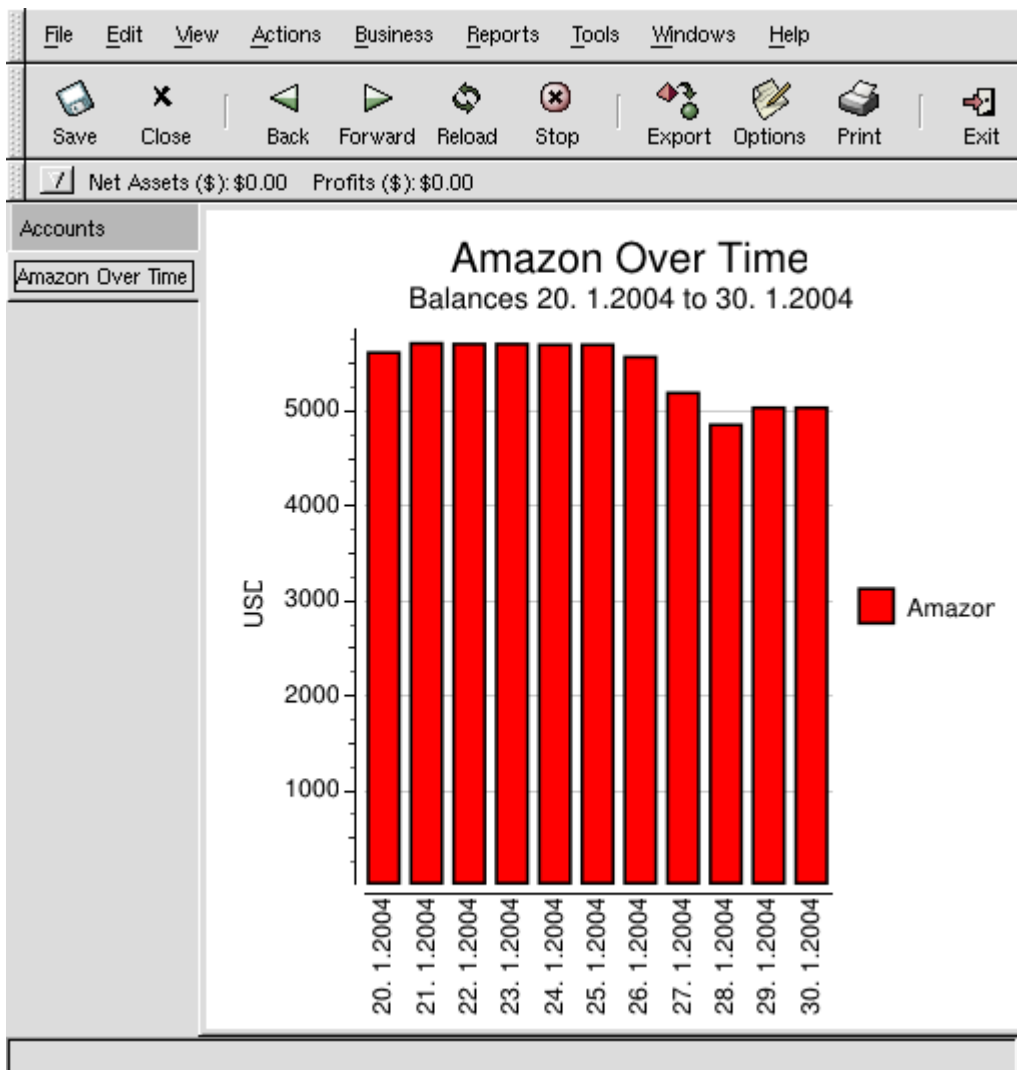 File Edit View Actions Business Reports Tools Windows Help
Save Close Back Forward Reload Stop Export Options Print Exit
Net Assets ($): $0.00 Profits ($): $0.00
Accounts
Amazon Over Time
Amazon Over Time
Balances 20. 1.2004 to 30. 1.2004
5000
4000
3000
2000
1000
USD
Amazon
20. 1.2004
21. 1.2004
22. 1.2004
23. 1.2004
24. 1.2004
25. 1.2004
26. 1.2004
27. 1.2004
28. 1.2004
29. 1.2004
30. 1.2004